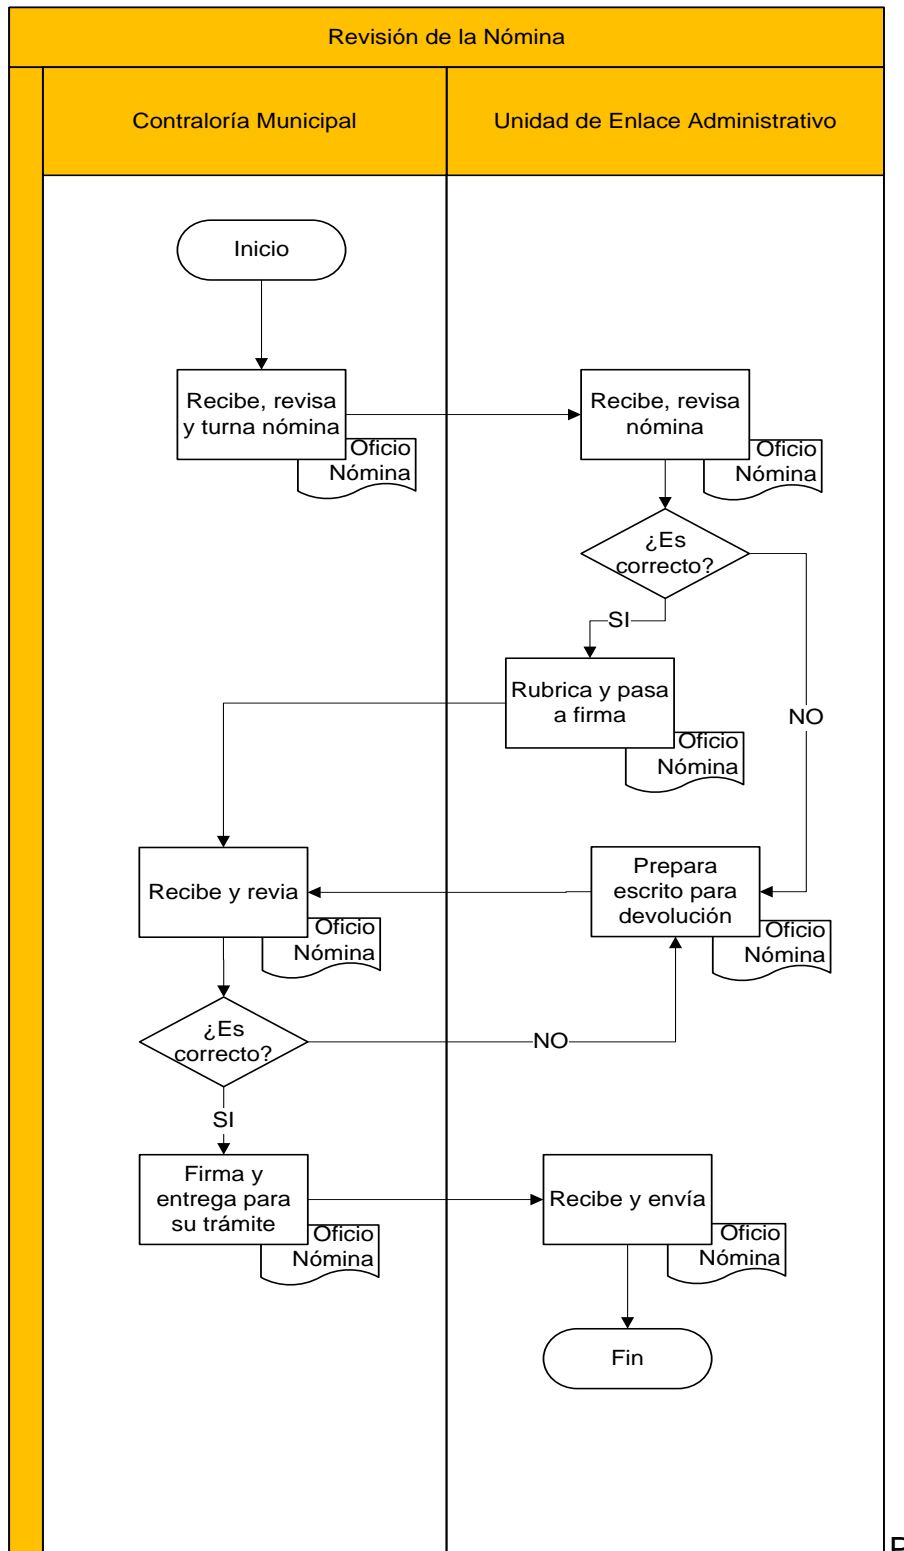 Revisión de la Nómina
Contraloría Municipal
Unidad de Enlace Administrativo
Inicio
Recibe, revisa
y turna nómina
Oficio
Nómina
Recibe, revisa
nómina
Oficio
Nómina
¿Es
correcto?
SI
NO
Rubrica y pasa
a firma
Oficio
Nómina
Recibe y revia
Oficio
Nómina
Prepara
escrito para
devolución
Oficio
Nómina
¿Es
correcto?
NO
SI
Firma y
entrega para
su trámite
Oficio
Nómina
Recibe y envía
Oficio
Nómina
Fin